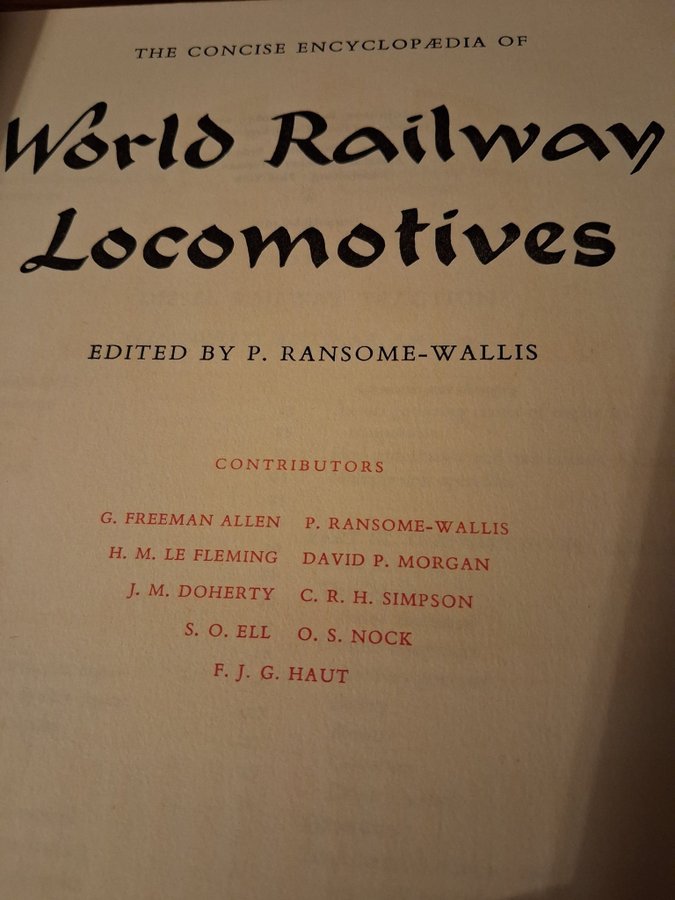 THE CONCISE ENCYCLOPÆDIA OF
World Railway
Locomotives
EDITED BY P. RANSOME-WALLIS
CONTRIBUTORS
G. FREEMAN ALLEN P. RANSOME-WALLIS
H. M. LE FLEMING DAVID P. MORGAN
J. M. DOHERTY C. R. H. SIMPSON
S. O. ELL O. S. NOCK
F. J. G. HAUT